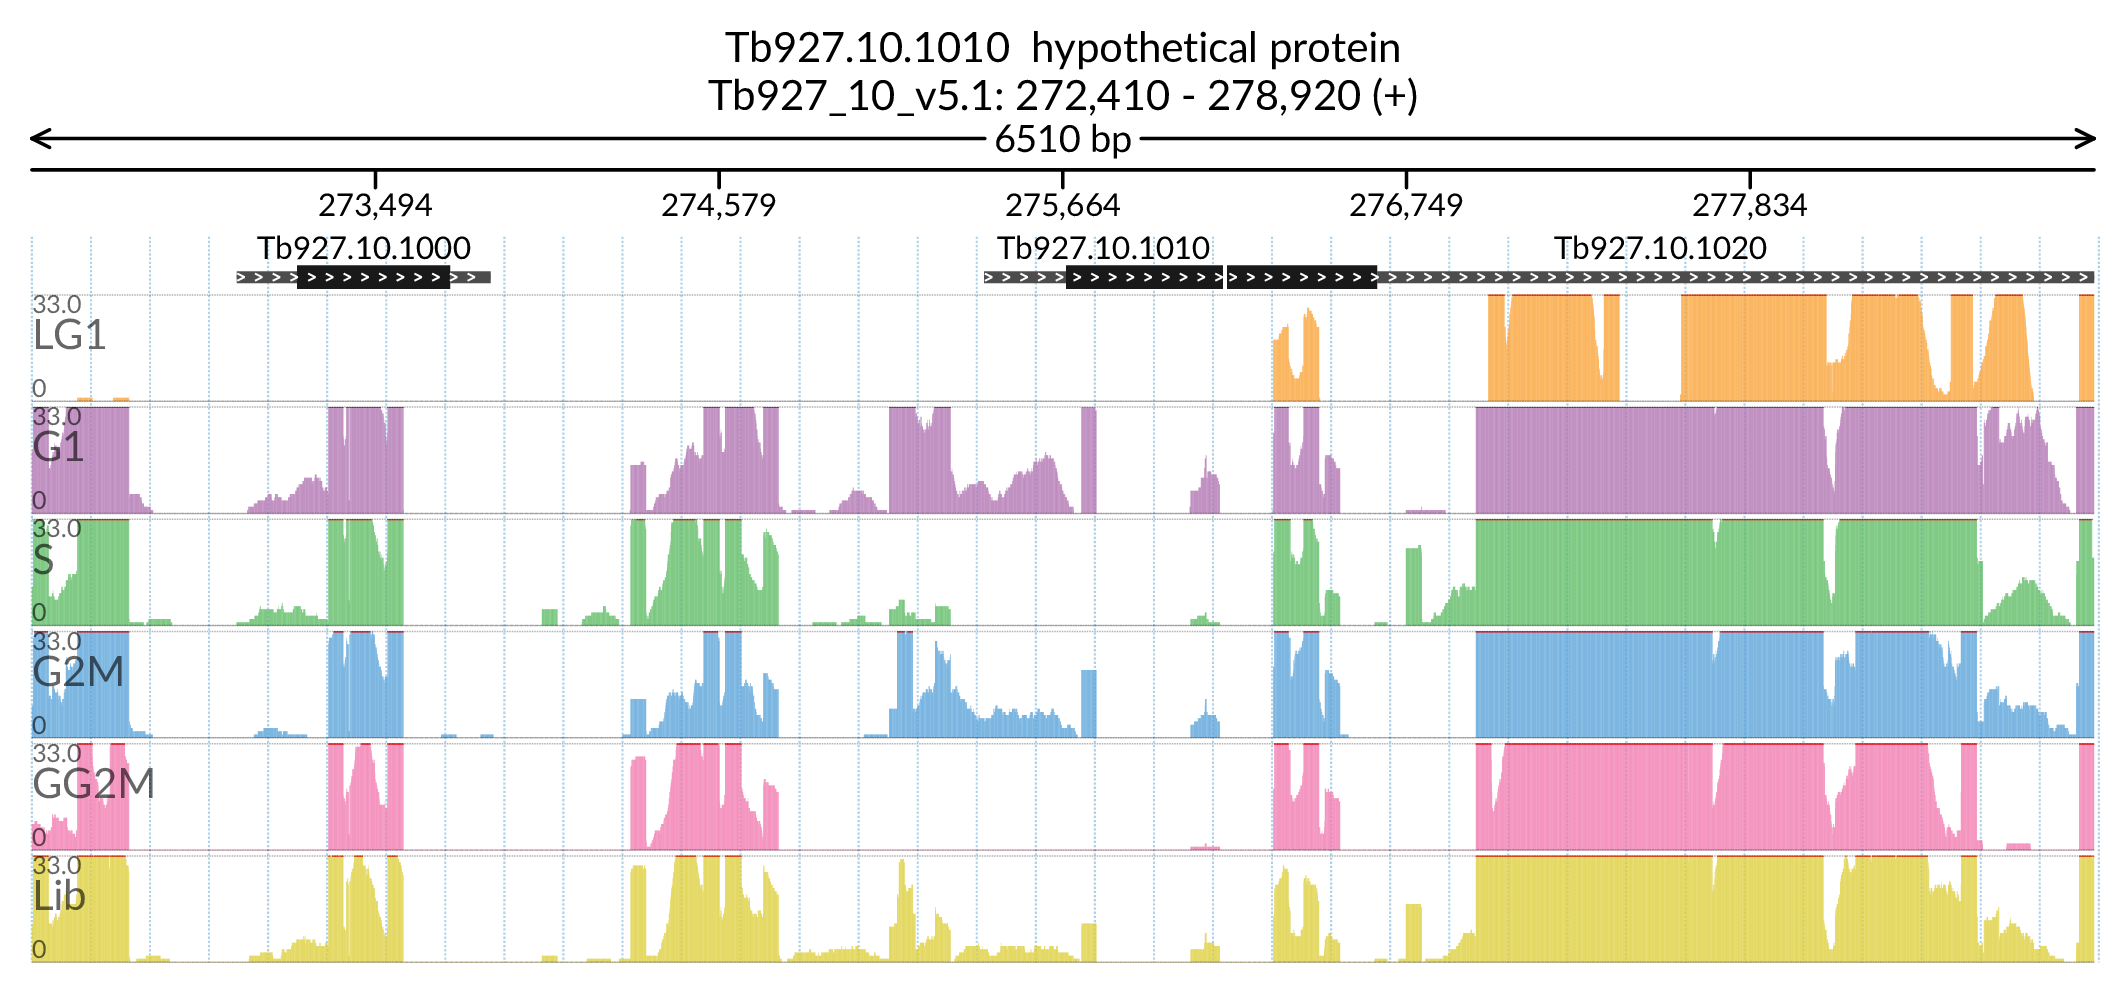 Tb927.10.1010 hypothetical protein
Tb927_10_v5.1: 272,410 - 278,920 (+)
6510 bp
273,494 274,579 275,664 276,749 277,834
Tb927.10.1000 Tb927.10.1010 Tb927.10.1020
33.0
LG1
0
33.0
G1
0
33.0
S
0
33.0
G2M
0
33.0
GG2M
0
33.0
Lib
0